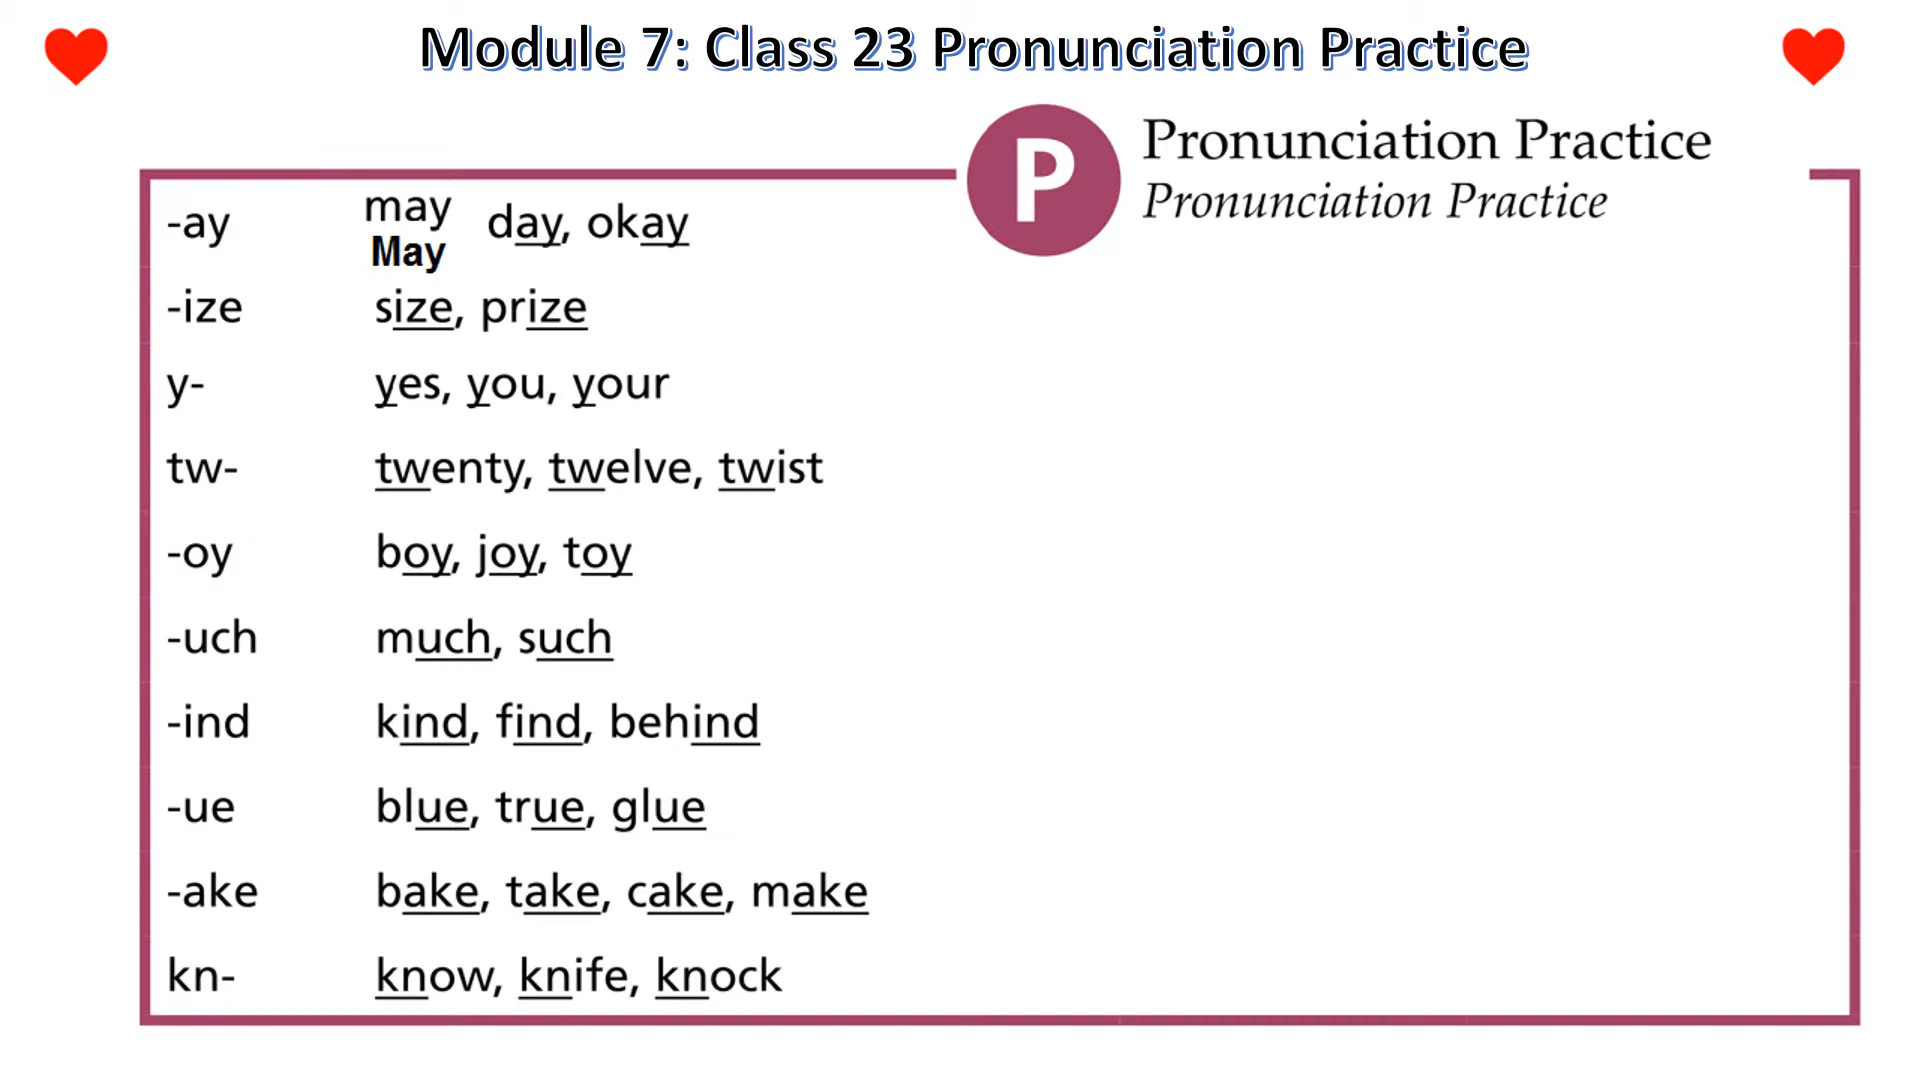 Module 7: Class 23 Pronunciation Practice
P
Pronunciation Practice
Pronunciation Practice
-ay may day, okay
May
-ize size, prize
y- yes, you, your
tw- twenty, twelve, twist
-oy boy, joy, toy
-uch much, such
-ind kind, find, behind
-ue blue, true, glue
-ake bake, take, cake, make
kn- know, knife, knock